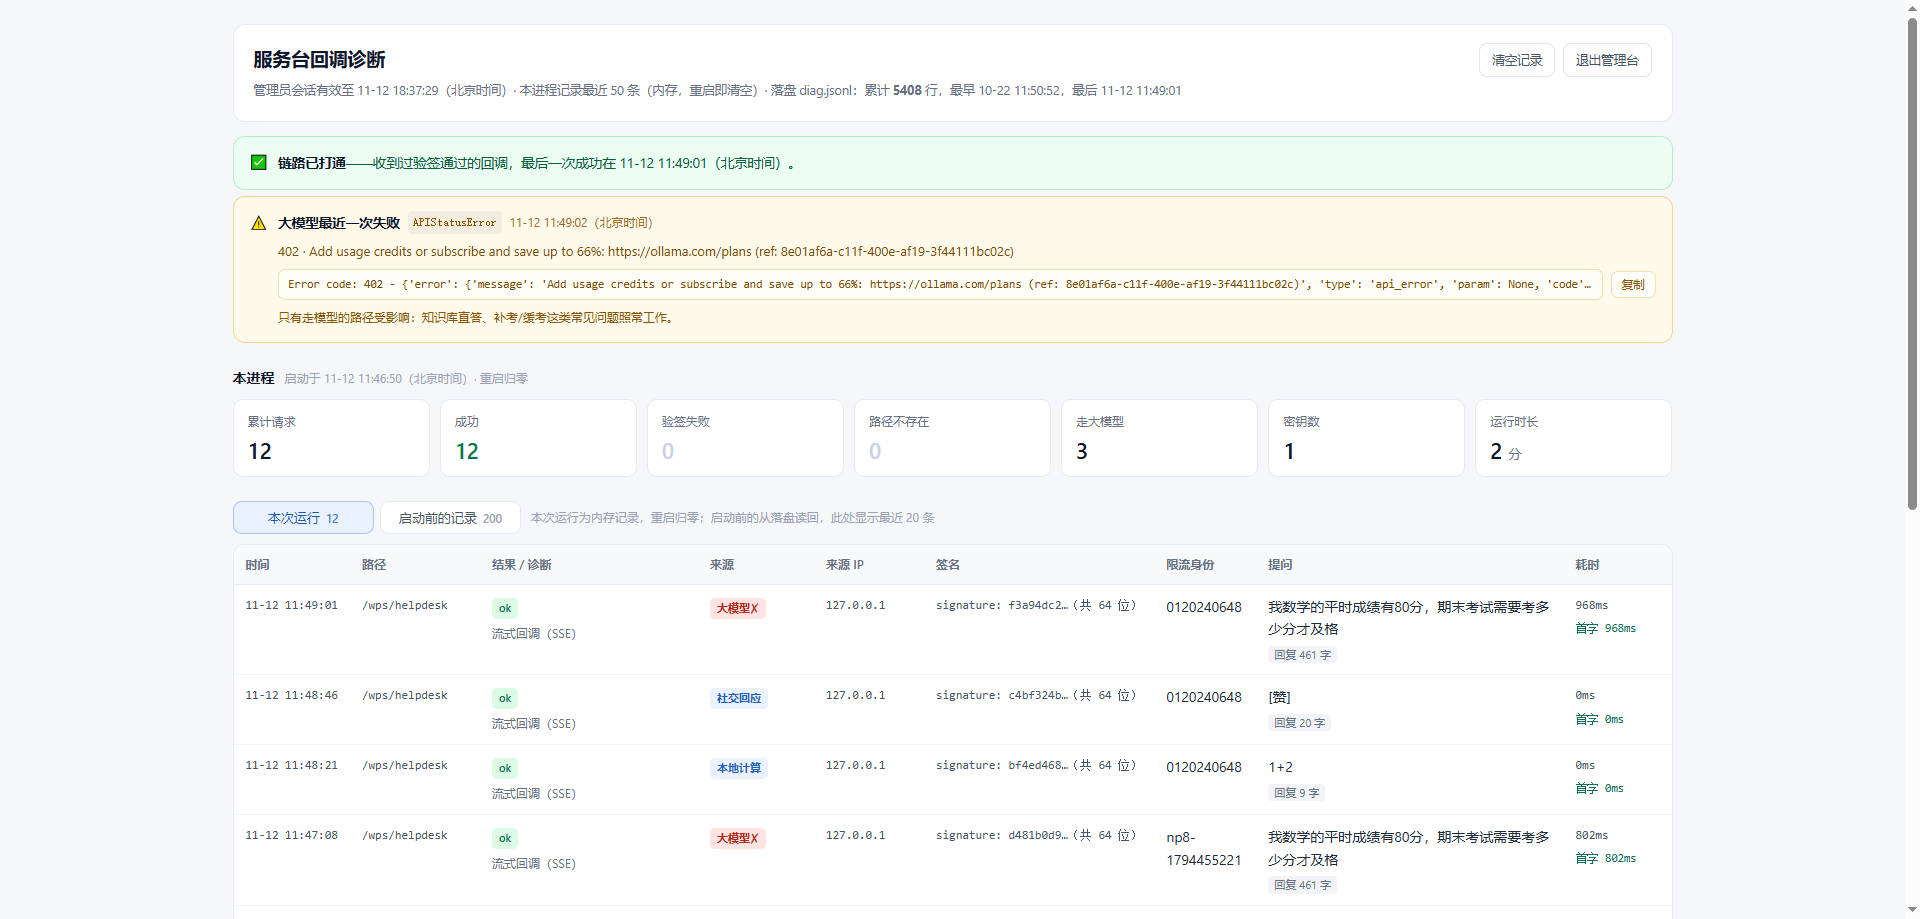 服务台回调诊断
清空记录
退出管理台
管理员会话有效至 11-12 18:37:29（北京时间）· 本进程记录最近 50 条（内存，重启即清空）· 落盘 diag.jsonl：累计 5408 行，最早 10-22 11:50:52，最后 11-12 11:49:01
链路已打通——收到过验签通过的回调，最后一次成功在 11-12 11:49:01（北京时间）。
大模型最近一次失败 APIStatusError 11-12 11:49:02（北京时间）
402 · Add usage credits or subscribe and save up to 66%: https://ollama.com/plans (ref: 8e01af6a-c11f-400e-af19-3f44111bc02c)
Error code: 402 - {'error': {'message': 'Add usage credits or subscribe and save up to 66%: https://ollama.com/plans (ref: 8e01af6a-c11f-400e-af19-3f44111bc02c)', 'type': 'api_error', 'param': None, 'code'…
复制
只有走模型的路径受影响：知识库直答、补考/缓考这类常见问题照常工作。
本进程 启动于 11-12 11:46:50（北京时间）· 重启归零
累计请求 成功 验签失败 路径不存在 走大模型 密钥数 运行时长
12 12 0 0 3 1 2 分
本次运行 12 启动前的记录 200 本次运行为内存记录，重启归零；启动前的从落盘读回，此处显示最近 20 条
时间 路径 结果 / 诊断 来源 来源 IP 签名 限流身份 提问 耗时
11-12 11:49:01 /wps/helpdesk ok 大模型✗ 127.0.0.1 signature: f3a94dc2…（共 64 位） 0120240648 我数学的平时成绩有80分，期末考试需要考多 968ms
流式回调（SSE） 少分才及格 首字 968ms
回复 461 字
11-12 11:48:46 /wps/helpdesk ok 社交回应 127.0.0.1 signature: c4bf324b…（共 64 位） 0120240648 [赞] 0ms
流式回调（SSE） 回复 20 字 首字 0ms
11-12 11:48:21 /wps/helpdesk ok 本地计算 127.0.0.1 signature: bf4ed468…（共 64 位） 0120240648 1+2 0ms
流式回调（SSE） 回复 9 字 首字 0ms
11-12 11:47:08 /wps/helpdesk ok 大模型✗ 127.0.0.1 signature: d481b0d9…（共 64 位） np8- 我数学的平时成绩有80分，期末考试需要考多 802ms
流式回调（SSE） 1794455221 少分才及格 首字 802ms
回复 461 字